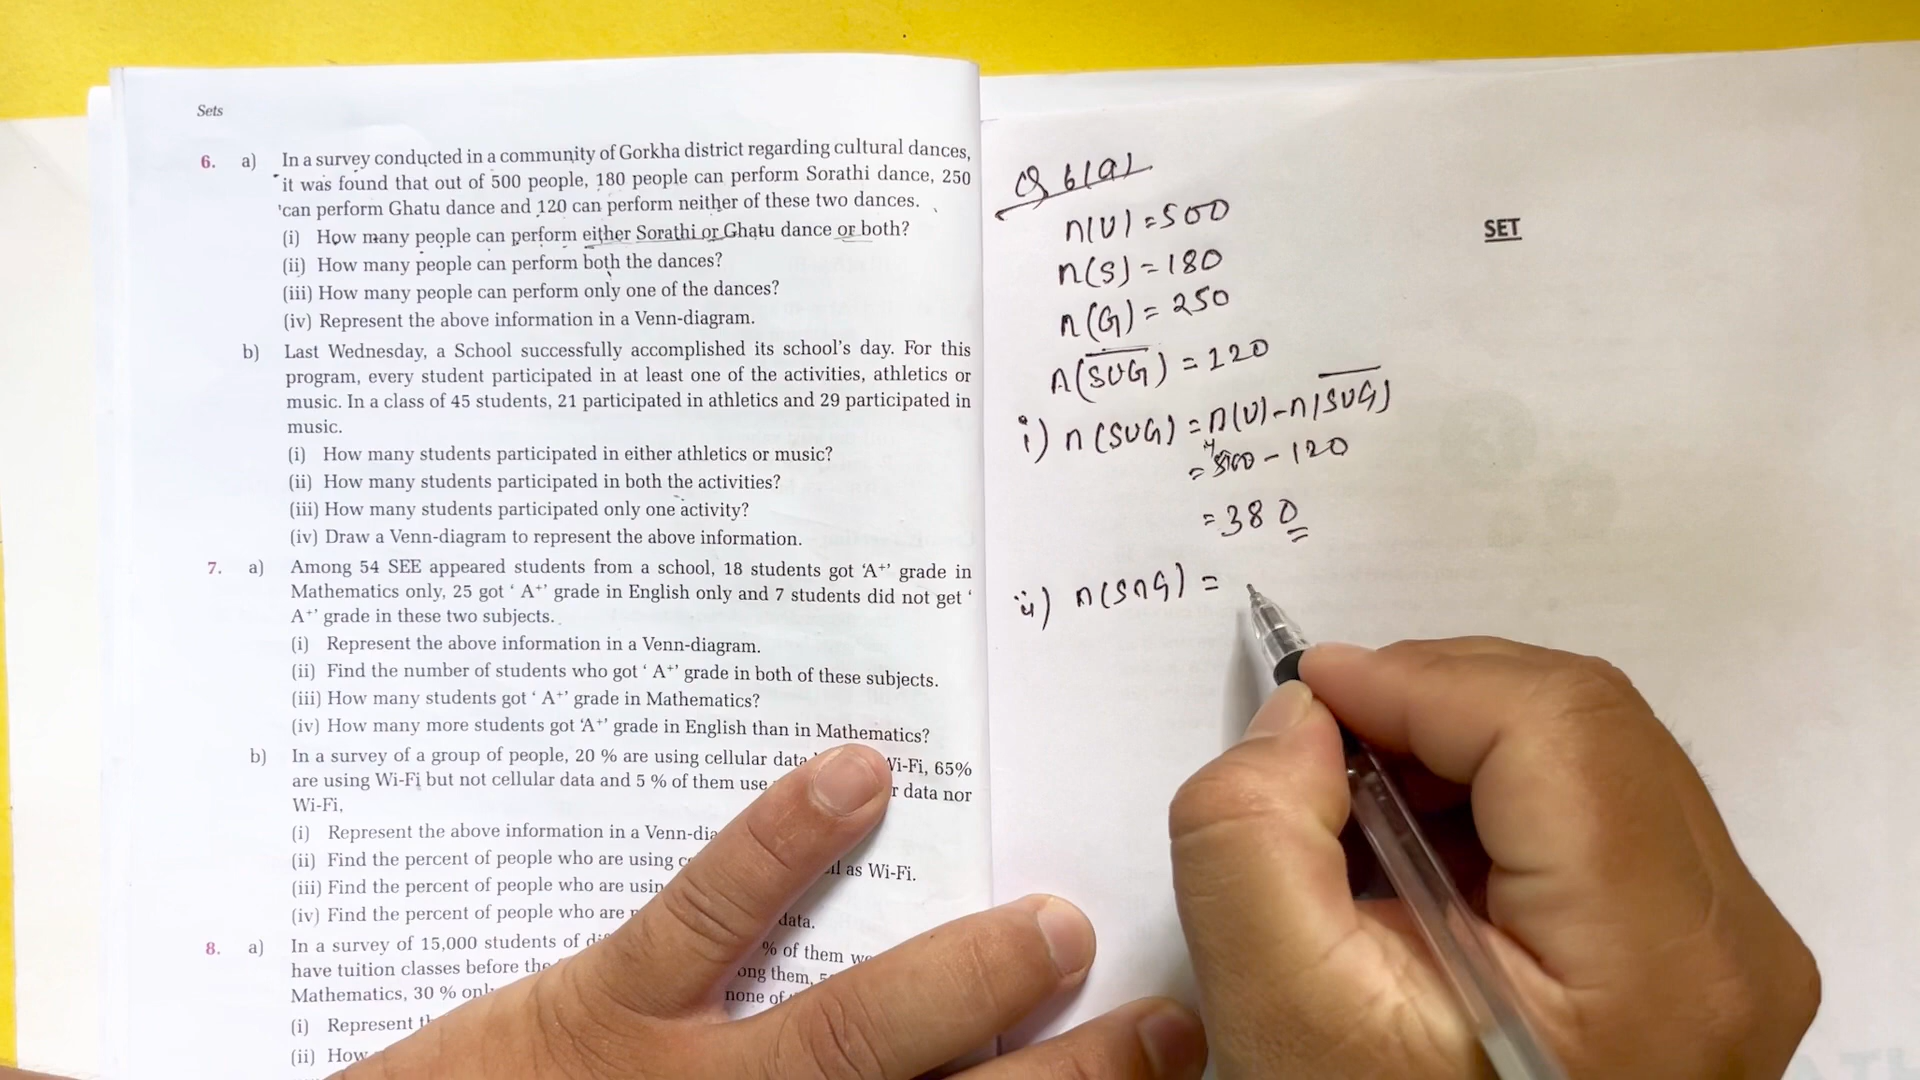 Sets
6. a) In a survey conducted in a community of Gorkha district regarding cultural dances,
it was found that out of 500 people, 180 people can perform Sorathi dance, 250
can perform Ghatu dance and 120 can perform neither of these two dances.
(i) How many people can perform either Sorathi or Ghatu dance or both?
(ii) How many people can perform both the dances?
(iii) How many people can perform only one of the dances?
(iv) Represent the above information in a Venn-diagram.
b) Last Wednesday, a School successfully accomplished its school's day. For this
program, every student participated in at least one of the activities, athletics or
music. In a class of 45 students, 21 participated in athletics and 29 participated in
music.
(i) How many students participated in either athletics or music?
(ii) How many students participated in both the activities?
(iii) How many students participated only one activity?
(iv) Draw a Venn-diagram to represent the above information.
7. a) Among 54 SEE appeared students from a school, 18 students got 'A⁺' grade in
Mathematics only, 25 got ' A⁺' grade in English only and 7 students did not get '
A⁺' grade in these two subjects.
(i) Represent the above information in a Venn-diagram.
(ii) Find the number of students who got ' A⁺' grade in both of these subjects.
(iii) How many students got ' A⁺' grade in Mathematics?
(iv) How many more students got 'A⁺' grade in English than in Mathematics?
b) In a survey of a group of people, 20 % are using cellular data Wi-Fi, 65%
are using Wi-Fi but not cellular data and 5 % of them use data nor
Wi-Fi,
(i) Represent the above information in a Venn-dia
(ii) Find the percent of people who are using as Wi-Fi.
(iii) Find the percent of people who are usin
(iv) Find the percent of people who are data.
8. a) In a survey of 15,000 students of % of them
have tuition classes before the ong them,
Mathematics, 30 % none of
(i) Represent
(ii) How
Q 6(a)
n(U) = 500
n(S) = 180
n(G) = 250
n(S̅U̅G̅) = 120
i) n(SUG) = n(U) - n(S̅U̅G̅)
= 500 - 120
= 380
ii) n(S∩G) =
SET